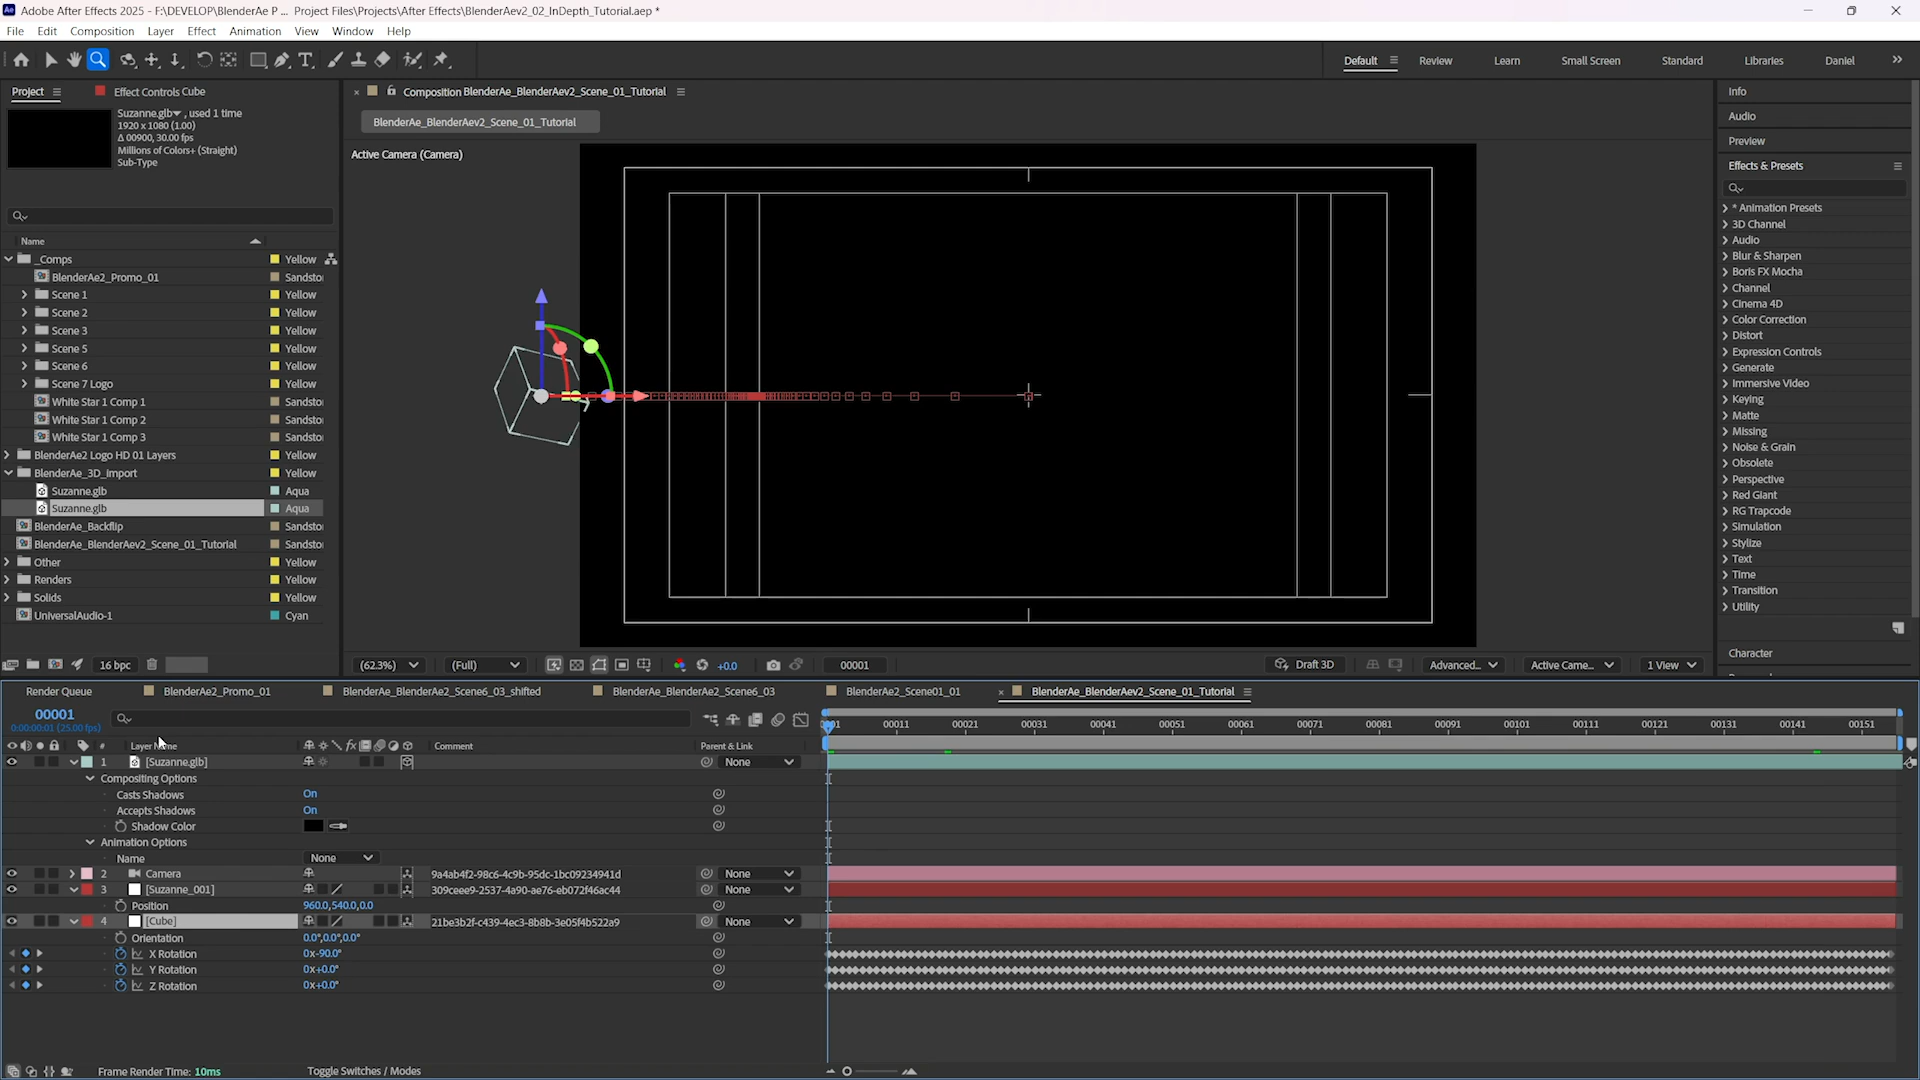 Adobe After Effects 2025 - F:\DEVELOP\BlenderAe P ... Project Files\Projects\After Effects\BlenderAev2_02_InDepth_Tutorial.aep *
File Edit Composition Layer Effect Animation View Window Help
Default Review Learn Small Screen Standard Libraries Daniel
Project Effect Controls Cube
Suzanne.glb , used 1 time
1920 x 1080 (1.00)
Δ 00900, 30.00 fps
Millions of Colors+ (Straight)
Sub-Type
Name
_Comps Yellow
BlenderAe2_Promo_01 Sandsto
Scene 1 Yellow
Scene 2 Yellow
Scene 3 Yellow
Scene 5 Yellow
Scene 6 Yellow
Scene 7 Logo Yellow
White Star 1 Comp 1 Sandsto
White Star 1 Comp 2 Sandsto
White Star 1 Comp 3 Sandsto
BlenderAe2 Logo HD 01 Layers Yellow
BlenderAe_3D_Import Yellow
Suzanne.glb Aqua
Suzanne.glb Aqua
BlenderAe_Backflip Sandsto
BlenderAe_BlenderAev2_Scene_01_Tutorial Sandsto
Other Yellow
Renders Yellow
Solids Yellow
UniversalAudio-1 Cyan
16 bpc
Composition BlenderAe_BlenderAev2_Scene_01_Tutorial
BlenderAe_BlenderAev2_Scene_01_Tutorial
Active Camera (Camera)
(62.3%) (Full) +0.0 00001 Draft 3D Advanced... Active Came... 1 View
Info
Audio
Preview
Effects & Presets
* Animation Presets
3D Channel
Audio
Blur & Sharpen
Boris FX Mocha
Channel
Cinema 4D
Color Correction
Distort
Expression Controls
Generate
Immersive Video
Keying
Matte
Missing
Noise & Grain
Obsolete
Perspective
Red Giant
RG Trapcode
Simulation
Stylize
Text
Time
Transition
Utility
Character
Render Queue BlenderAe2_Promo_01 BlenderAe_BlenderAe2_Scene6_03_shifted BlenderAe_BlenderAe2_Scene6_03 BlenderAe2_Scene01_01 BlenderAe_BlenderAev2_Scene_01_Tutorial
00001
0:00:00:01 (25.00 fps)
00011 00021 00031 00041 00051 00061 00071 00081 00091 00101 00111 00121 00131 00141 00151
# Layer Name Comment Parent & Link
1 [Suzanne.glb] None
Compositing Options
Casts Shadows On
Accepts Shadows On
Shadow Color
Animation Options
Name None
2 Camera 9a4ab4f2-98c6-4c9b-95dc-1bc09234941d None
3 [Suzanne_001] 309ceee9-2537-4a90-ae76-eb072f46ac44 None
Position 960.0,540.0,0.0
4 [Cube] 21be3b2f-c439-4ec3-8b8b-3e05f4b522a9 None
Orientation 0.0°,0.0°,0.0°
X Rotation 0x-90.0°
Y Rotation 0x+0.0°
Z Rotation 0x+0.0°
Frame Render Time: 10ms Toggle Switches / Modes